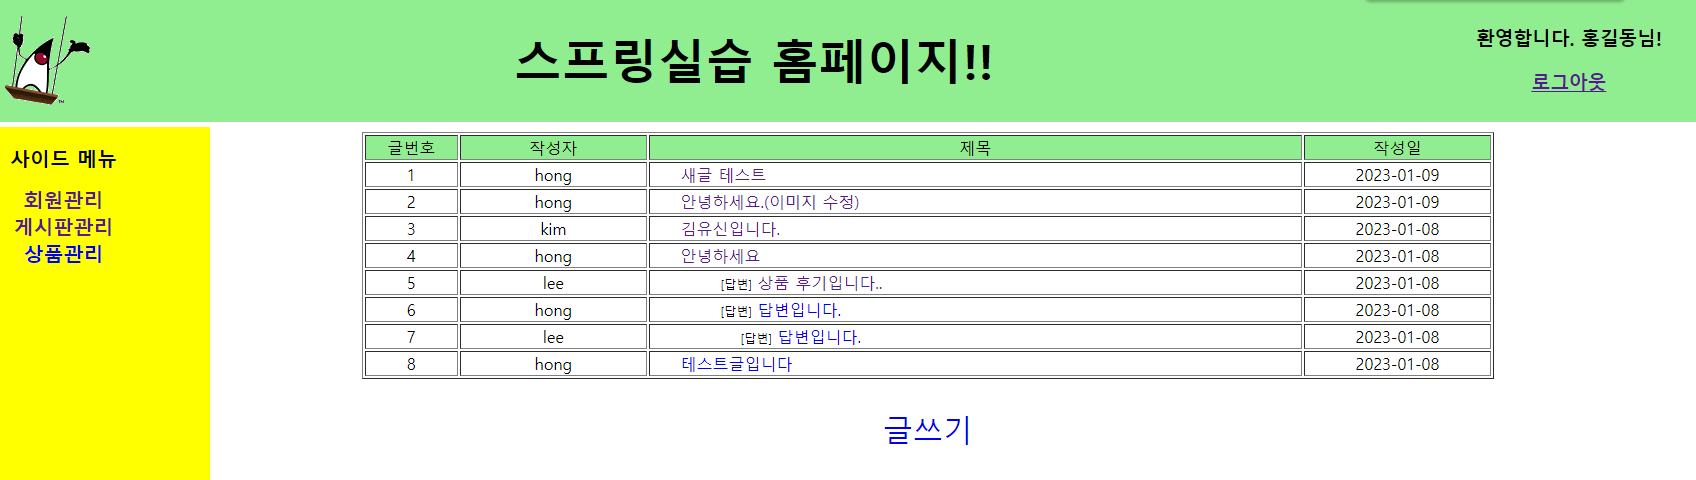 스프링실습 홈페이지!!
환영합니다. 홍길동님!
로그아웃
사이드 메뉴
회원관리
게시판관리
상품관리
글번호 작성자 제목 작성일
1 hong 새글 테스트 2023-01-09
2 hong 안녕하세요.(이미지 수정) 2023-01-09
3 kim 김유신입니다. 2023-01-08
4 hong 안녕하세요 2023-01-08
5 lee [답변] 상품 후기입니다.. 2023-01-08
6 hong [답변] 답변입니다. 2023-01-08
7 lee [답변] 답변입니다. 2023-01-08
8 hong 테스트글입니다 2023-01-08
글쓰기